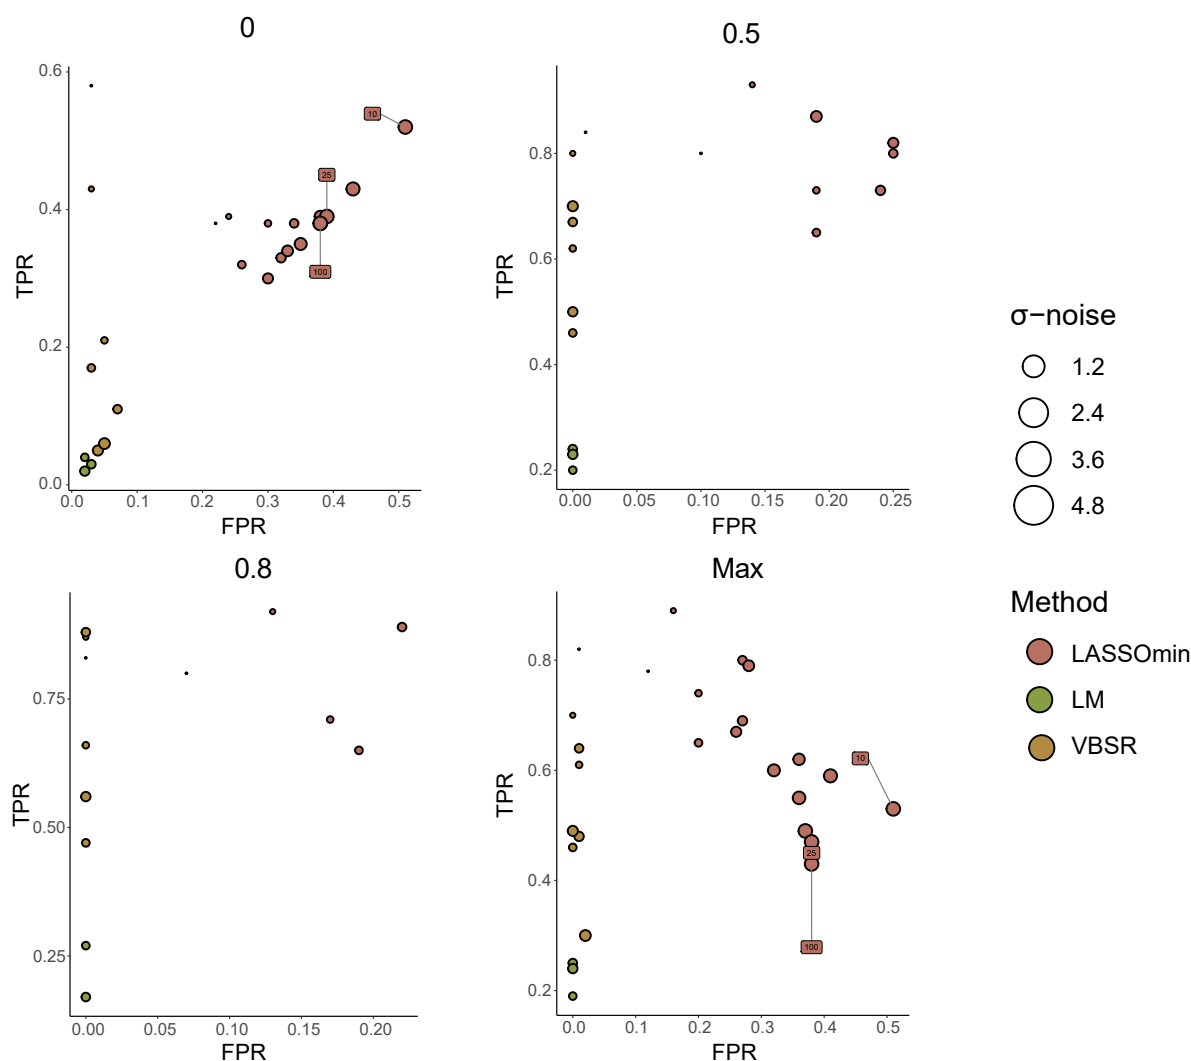 0
0.6
0.4
0.2
0.0
TPR
10
25
100
0.0 0.1 0.2 0.3 0.4 0.5
FPR
0.5
0.8
0.6
0.4
0.2
TPR
0.00 0.05 0.10 0.15 0.20 0.25
FPR
0.8
0.75
0.50
0.25
TPR
0.00 0.05 0.10 0.15 0.20
FPR
Max
0.8
0.6
0.4
0.2
TPR
10
25
100
0.0 0.1 0.2 0.3 0.4 0.5
FPR
σ−noise
1.2
2.4
3.6
4.8
Method
LASSOmin
LM
VBSR